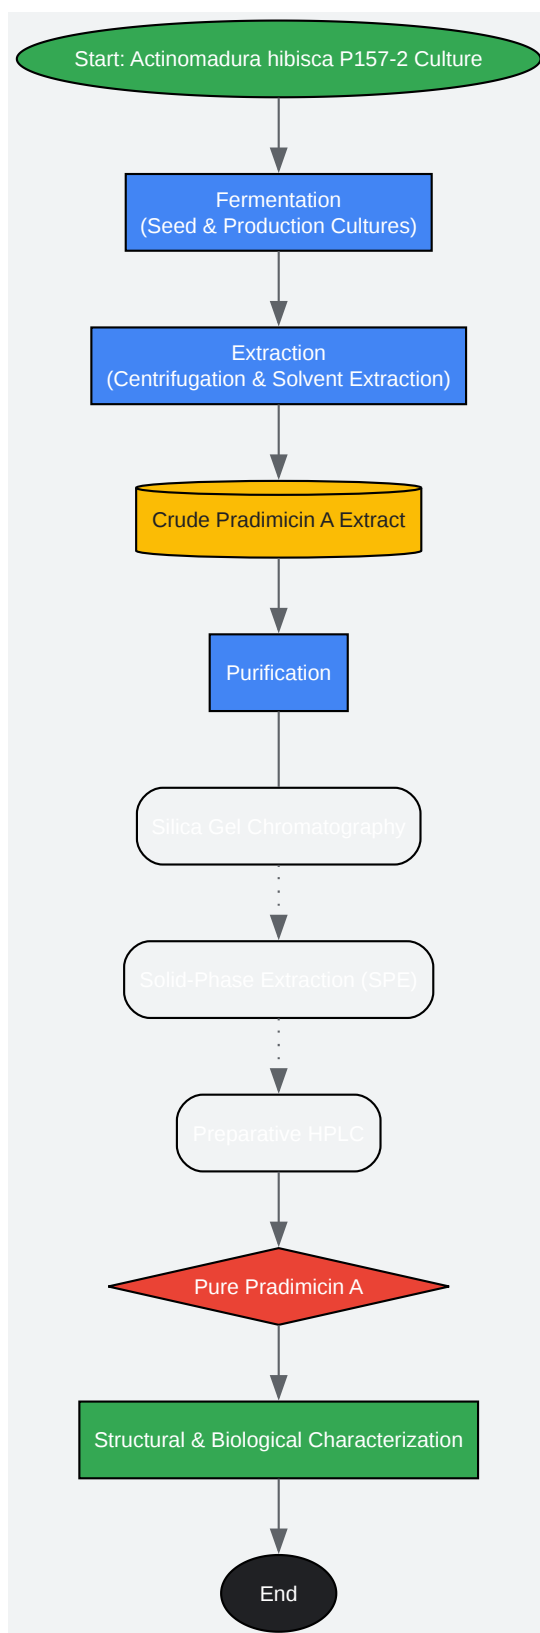 Start: Actinomadura hibisca P157-2 Culture
Fermentation
(Seed & Production Cultures)
Extraction
(Centrifugation & Solvent Extraction)
Crude Pradimicin A Extract
Purification
Silica Gel Chromatography
Solid-Phase Extraction (SPE)
Preparative HPLC
Pure Pradimicin A
Structural & Biological Characterization
End